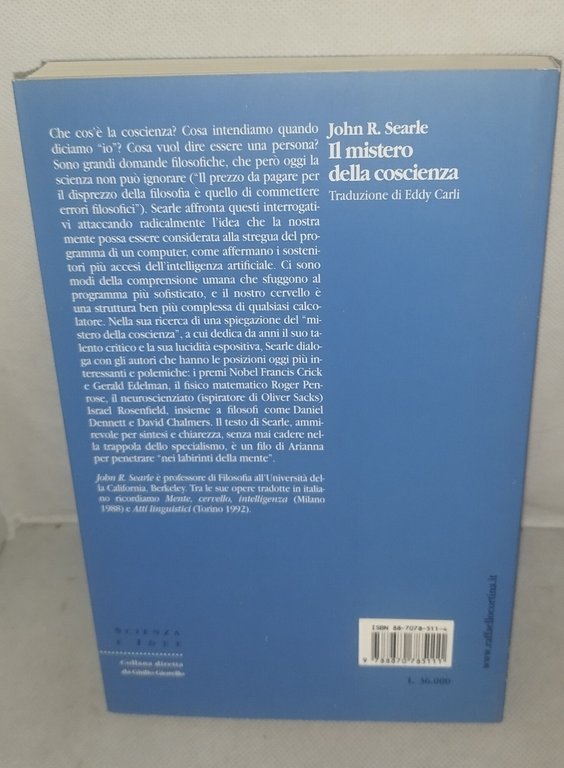 Che cos'è la coscienza? Cosa intendiamo quando
diciamo "io"? Cosa vuol dire essere una persona?
Sono grandi domande filosofiche, che però oggi la
scienza non può ignorare ("Il prezzo da pagare per
il disprezzo della filosofia è quello di commettere
errori filosofici"). Searle affronta questi interrogati-
vi attaccando radicalmente l'idea che la nostra
mente possa essere considerata alla stregua del pro-
gramma di un computer, come affermano i sosteni-
tori più accesi dell'intelligenza artificiale. Ci sono
modi della comprensione umana che sfuggono al
programma più sofisticato, e il nostro cervello è
una struttura ben più complessa di qualsiasi calco-
latore. Nella sua ricerca di una spiegazione del "mi-
stero della coscienza", a cui dedica da anni il suo ta-
lento critico e la sua lucidità espositiva, Searle dialo-
ga con gli autori che hanno le posizioni oggi più in-
teressanti e polemiche: i premi Nobel Francis Crick
e Gerald Edelman, il fisico matematico Roger Pen-
rose, il neuroscienziato (ispiratore di Oliver Sacks)
Israel Rosenfield, insieme a filosofi come Daniel
Dennett e David Chalmers. Il testo di Searle, ammi-
revole per sintesi e chiarezza, senza mai cadere nel-
la trappola dello specialismo, è un filo di Arianna
per penetrare "nei labirinti della mente".
John R. Searle è professore di Filosofia all'Università del-
la California, Berkeley. Tra le sue opere tradotte in italia-
no ricordiamo Mente, cervello, intelligenza (Milano
1988) e Atti linguistici (Torino 1992).
John R. Searle
Il mistero
della coscienza
Traduzione di Eddy Carli
SCIENZA
E IDEE
Collana diretta
da Giulio Giorello
ISBN 88-7078-511-4
9 788870 785111
L. 36.000
www.raffaellocortina.it